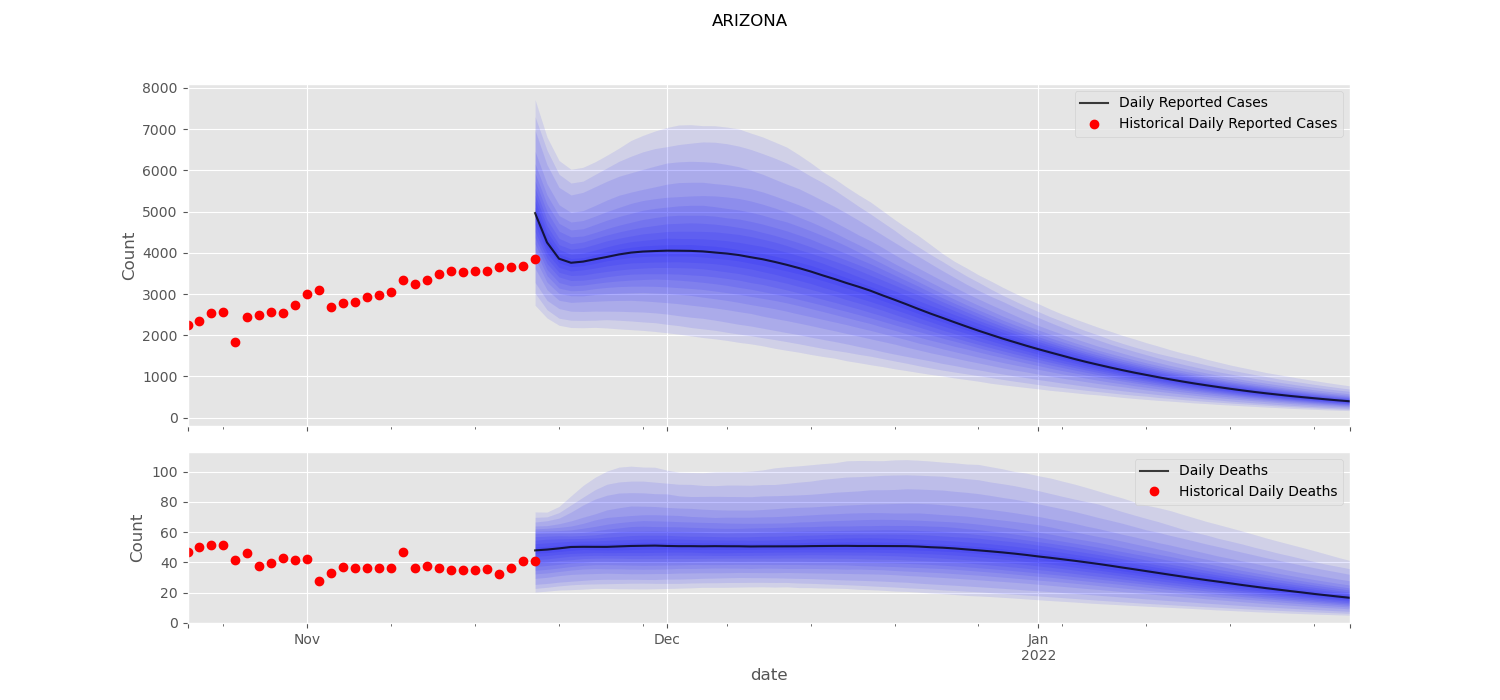 ARIZONA
8000
7000
6000
5000
4000
3000
2000
1000
0
Count
Daily Reported Cases
Historical Daily Reported Cases
100
80
60
40
20
0
Count
Daily Deaths
Historical Daily Deaths
Nov
Dec
Jan
2022
date